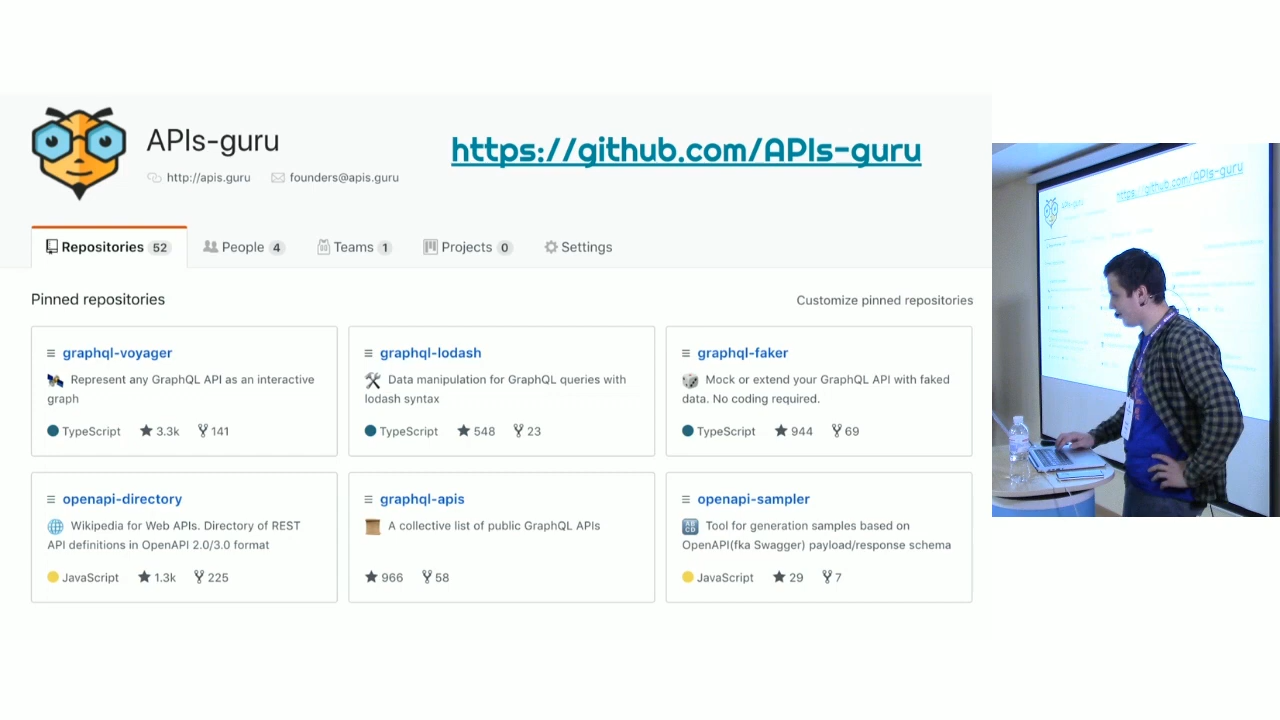 APIs-guru
https://github.com/APIs-guru
http://apis.guru founders@apis.guru
Repositories 52 People 4 Teams 1 Projects 0 Settings
Pinned repositories
Customize pinned repositories
graphql-voyager
Represent any GraphQL API as an interactive
graph
TypeScript 3.3k 141
graphql-lodash
Data manipulation for GraphQL queries with
lodash syntax
TypeScript 548 23
graphql-faker
Mock or extend your GraphQL API with faked
data. No coding required.
TypeScript 944 69
openapi-directory
Wikipedia for Web APIs. Directory of REST
API definitions in OpenAPI 2.0/3.0 format
JavaScript 1.3k 225
graphql-apis
A collective list of public GraphQL APIs
966 58
openapi-sampler
Tool for generation samples based on
OpenAPI(fka Swagger) payload/response schema
JavaScript 29 7
https://github.com/APIs-guru